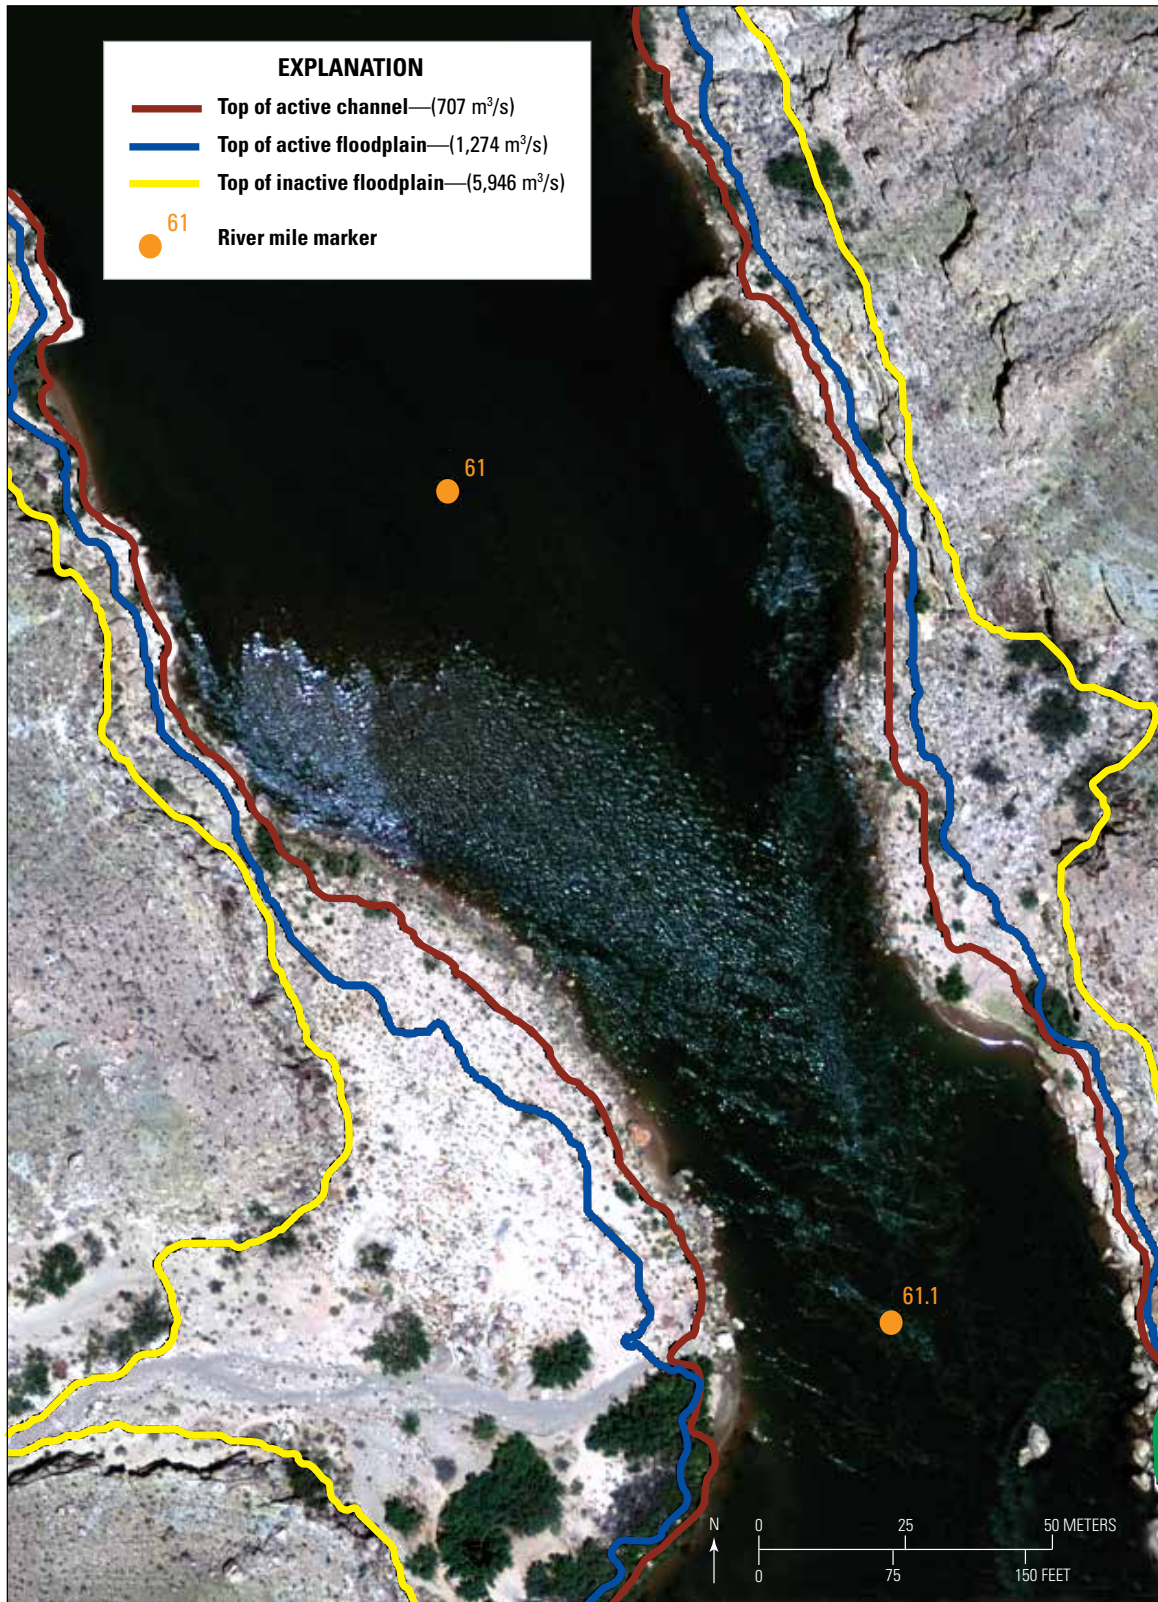 EXPLANATION
Top of active channel—(707 m³/s)
Top of active floodplain—(1,274 m³/s)
Top of inactive floodplain—(5,946 m³/s)
61
River mile marker
61
61.1
N
0 25 50 METERS
0 75 150 FEET